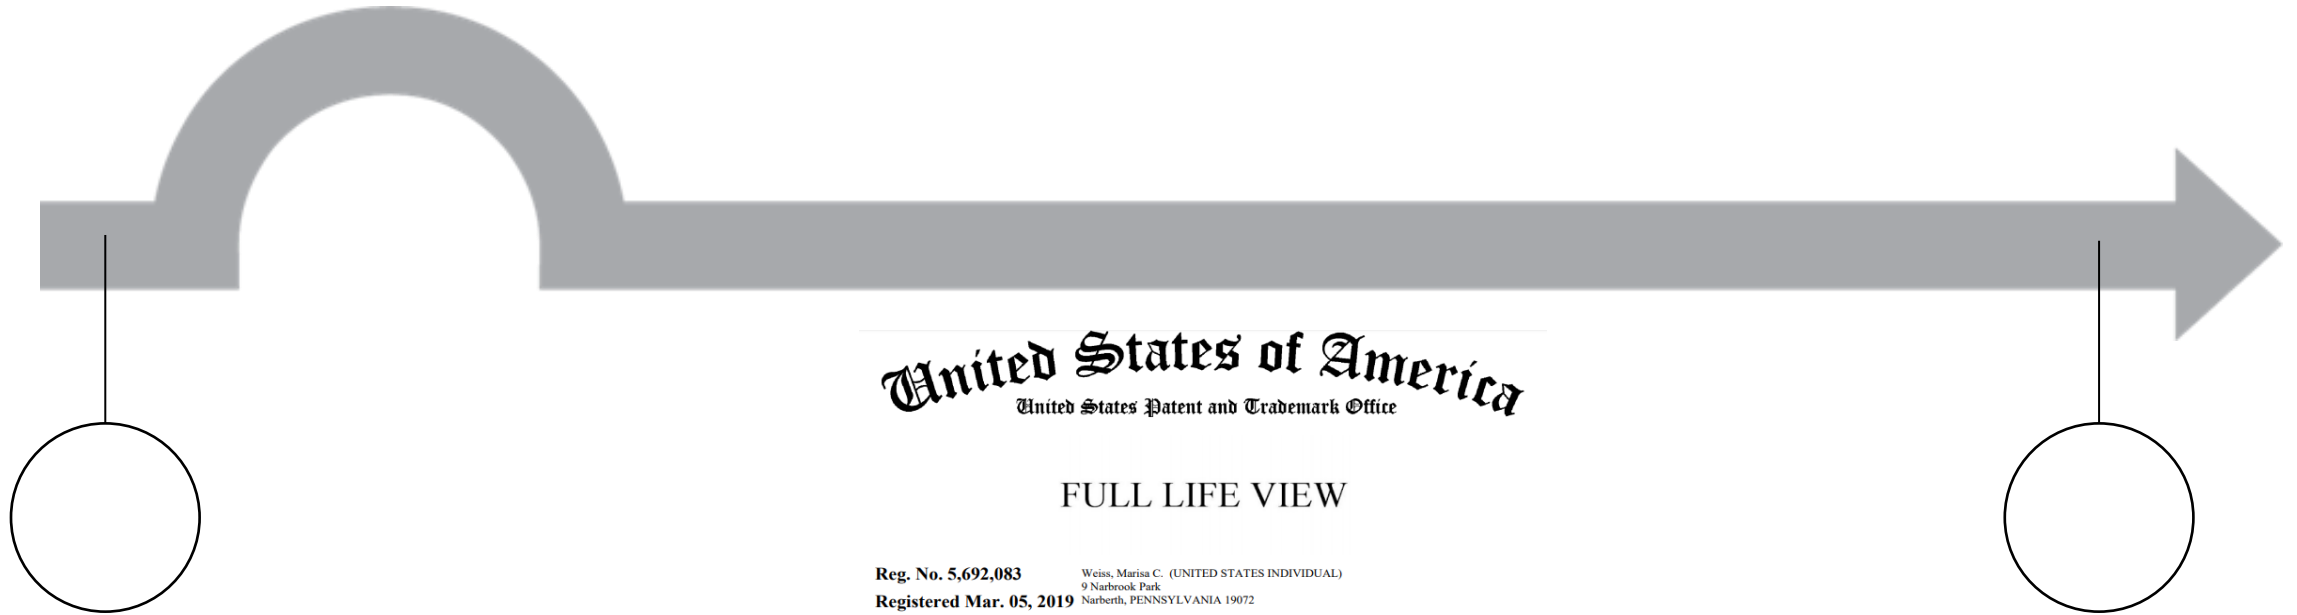 United States of America
United States Patent and Trademark Office
FULL LIFE VIEW
Reg. No. 5,692,083
Registered Mar. 05, 2019
Weiss, Marisa C. (UNITED STATES INDIVIDUAL)
9 Narbrook Park
Narberth, PENNSYLVANIA 19072